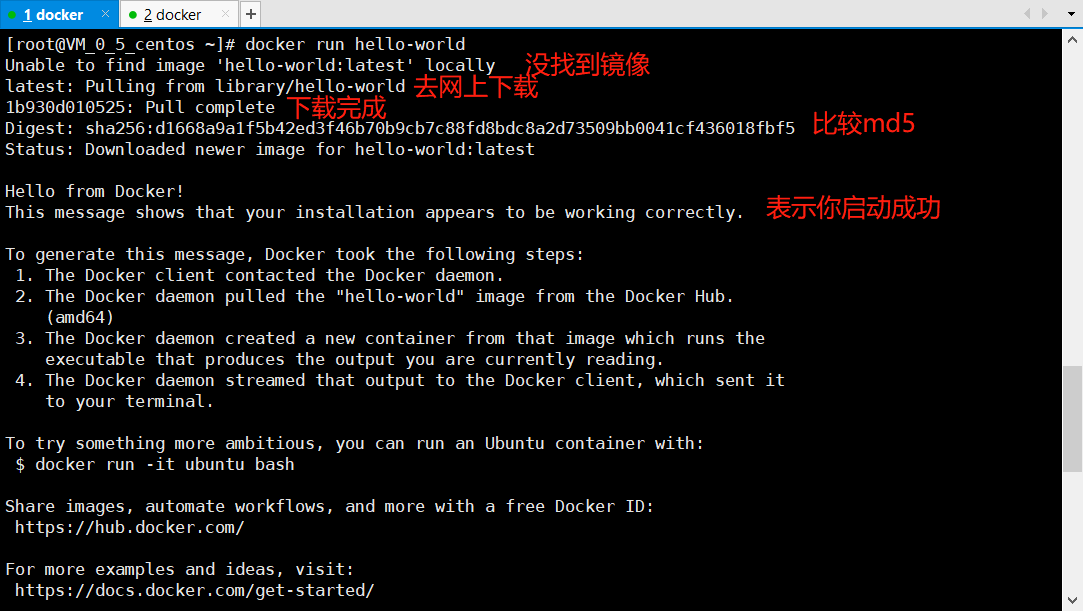 1 docker × 2 docker × +
[root@VM_0_5_centos ~]# docker run hello-world
Unable to find image 'hello-world:latest' locally 没找到镜像
latest: Pulling from library/hello-world 去网上下载
1b930d010525: Pull complete 下载完成
Digest: sha256:d1668a9a1f5b42ed3f46b70b9cb7c88fd8bdc8a2d73509bb0041cf436018fbf5 比较md5
Status: Downloaded newer image for hello-world:latest
Hello from Docker!
This message shows that your installation appears to be working correctly. 表示你启动成功
To generate this message, Docker took the following steps:
1. The Docker client contacted the Docker daemon.
2. The Docker daemon pulled the "hello-world" image from the Docker Hub.
(amd64)
3. The Docker daemon created a new container from that image which runs the
executable that produces the output you are currently reading.
4. The Docker daemon streamed that output to the Docker client, which sent it
to your terminal.
To try something more ambitious, you can run an Ubuntu container with:
$ docker run -it ubuntu bash
Share images, automate workflows, and more with a free Docker ID:
https://hub.docker.com/
For more examples and ideas, visit:
https://docs.docker.com/get-started/